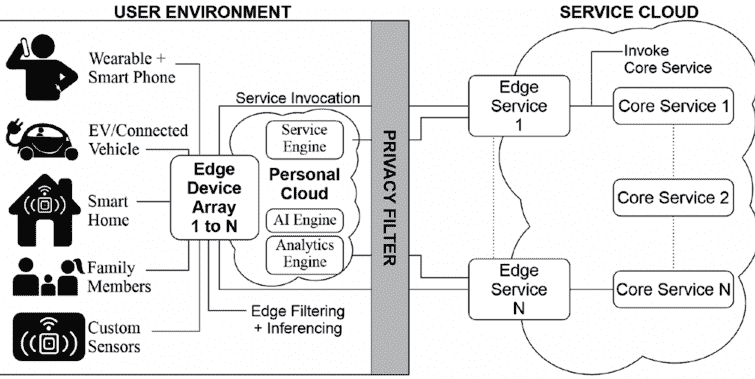 USER ENVIRONMENT
SERVICE CLOUD
Wearable +
Smart Phone
EV/Connected
Vehicle
Smart
Home
Family
Members
Custom
Sensors
Edge
Device
Array
1 to N
Service Invocation
Service
Engine
Personal
Cloud
AI Engine
Analytics
Engine
Edge Filtering
+ Inferencing
PRIVACY FILTER
Edge
Service
1
Edge
Service
N
Invoke
Core Service
Core Service 1
Core Service 2
Core Service N